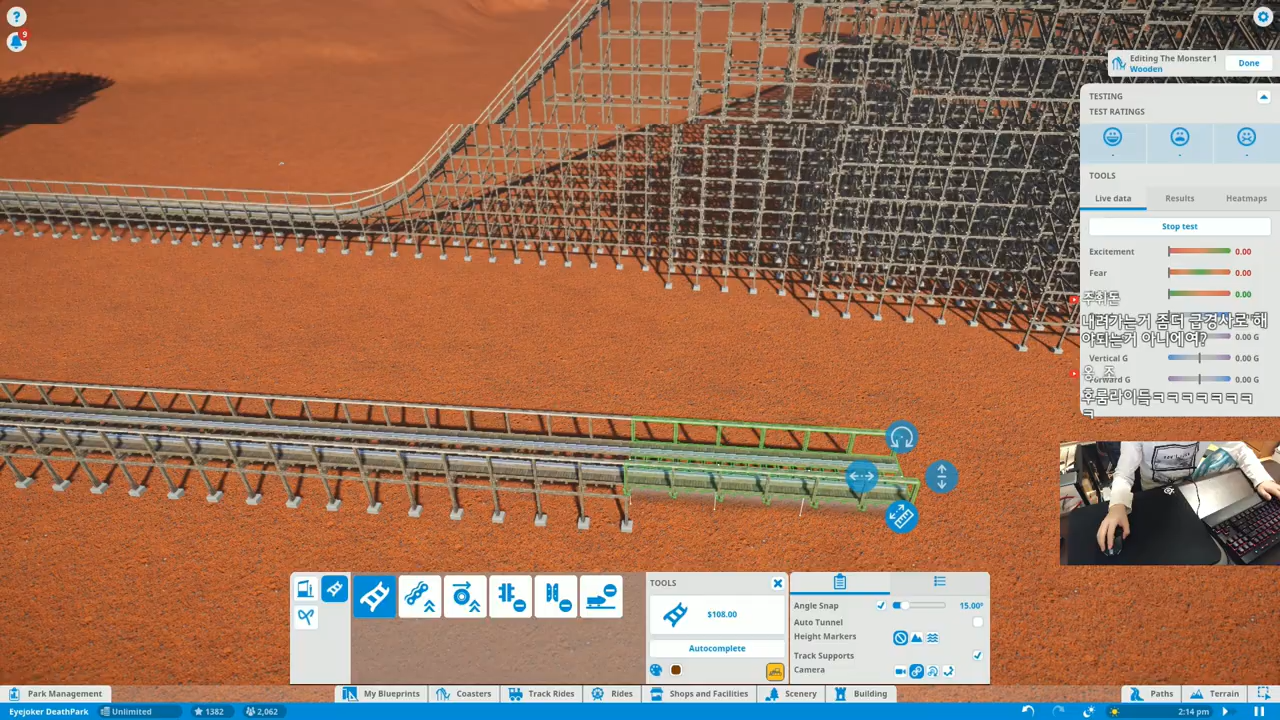 ?
9
Editing The Monster 1
Wooden
Done
TESTING
TEST RATINGS
-
-
-
TOOLS
Live data
Results
Heatmaps
Stop test
Excitement
0.00
Fear
0.00
0.00
주휘돈
내려가는기 좀더 급경사로 해
야되는기 아니에여?
0.00 G
Vertical G
0.00 G
Forward G
0.00 G
후룸라이듴ㅋㅋㅋㅋㅋㅋㅋ
ㅋ
TOOLS
$108.00
Autocomplete
Angle Snap
15.00°
Auto Tunnel
Height Markers
Track Supports
Camera
Park Management
My Blueprints
Coasters
Track Rides
Rides
Shops and Facilities
Scenery
Building
Paths
Terrain
Eyejoker DeathPark
Unlimited
1382
2,062
2:14 pm